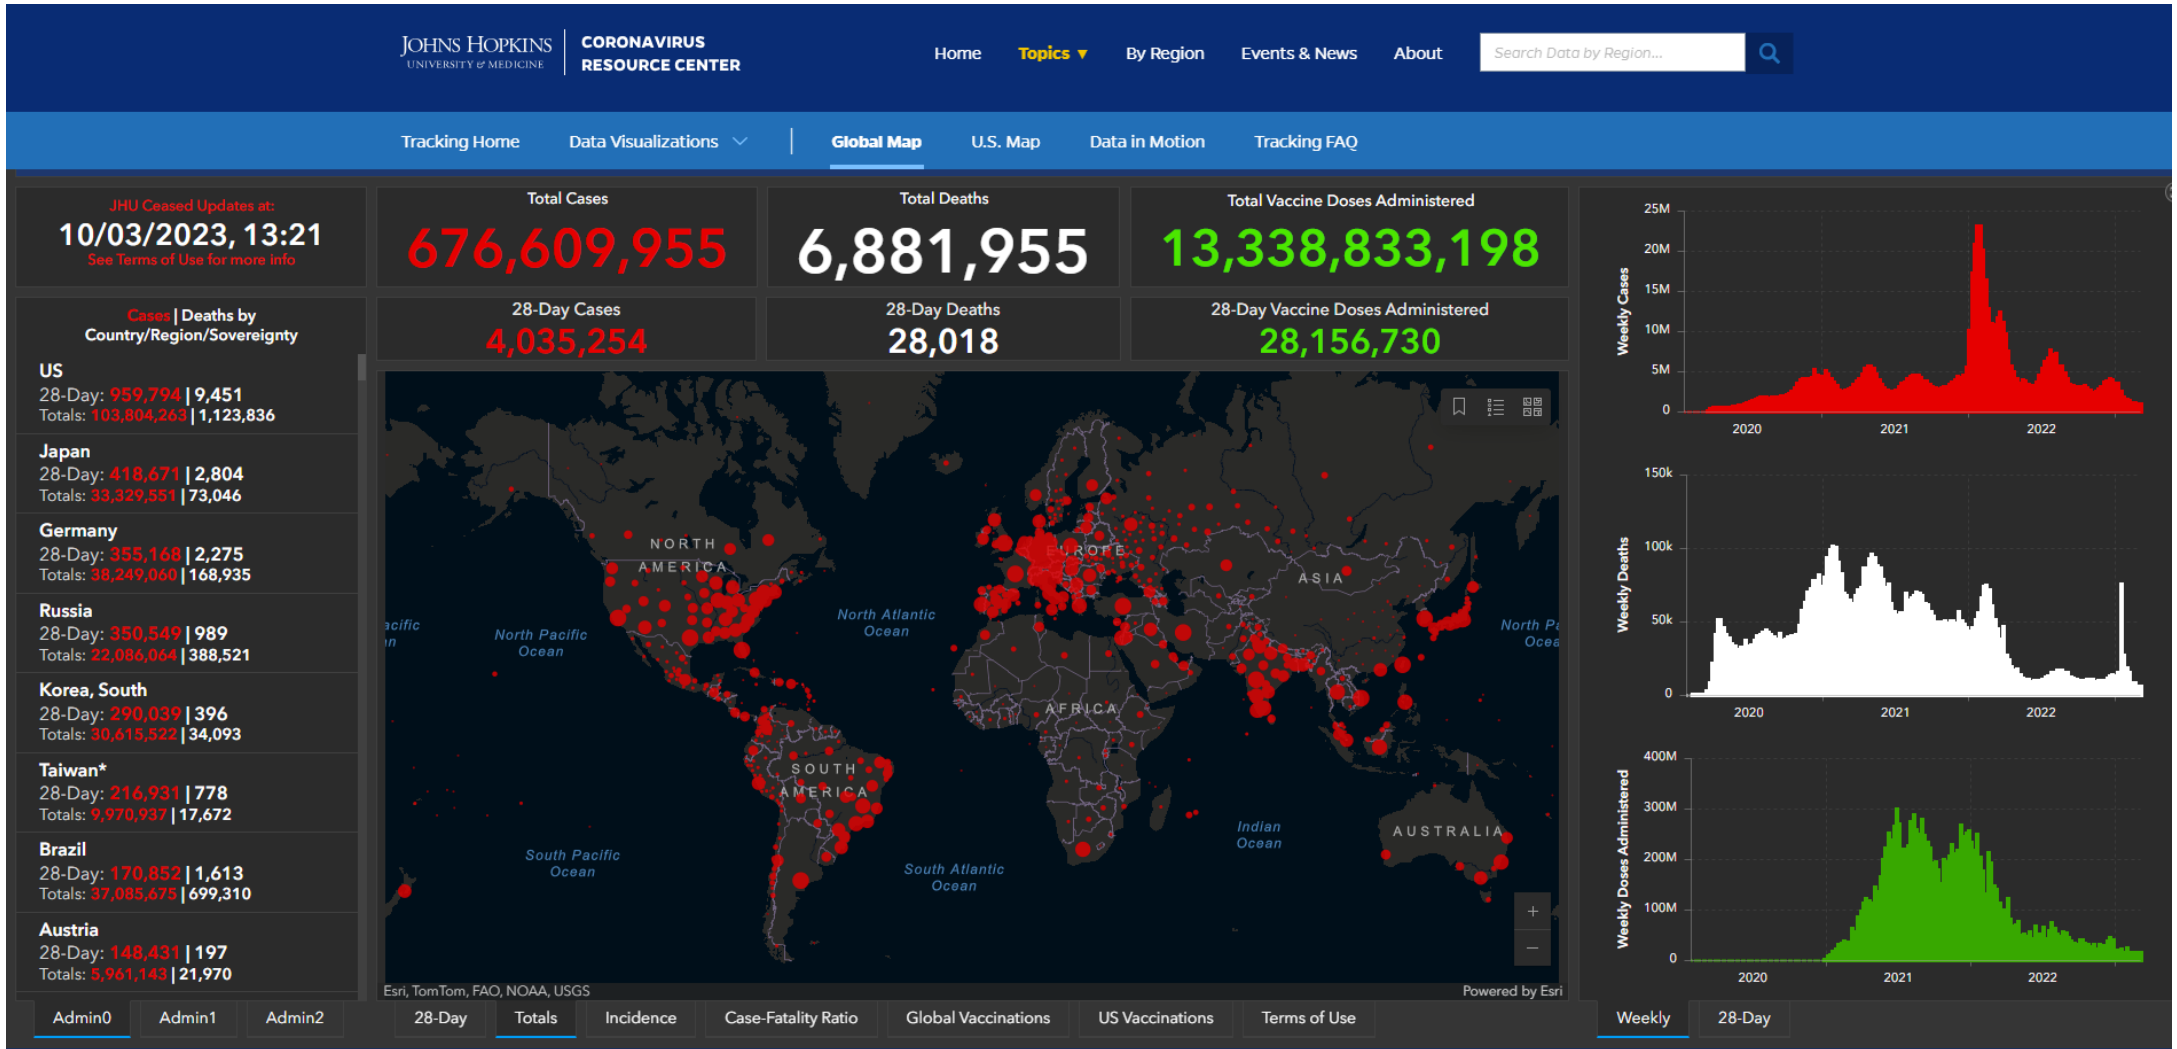 JOHNS HOPKINS
UNIVERSITY & MEDICINE
CORONAVIRUS
RESOURCE CENTER
Home
Topics ▼
By Region
Events & News
About
Search Data by Region...
Tracking Home
Data Visualizations
Global Map
U.S. Map
Data in Motion
Tracking FAQ
JHU Ceased Updates at:
10/03/2023, 13:21
See Terms of Use for more info
Total Cases
676,609,955
Total Deaths
6,881,955
Total Vaccine Doses Administered
13,338,833,198
28-Day Cases
4,035,254
28-Day Deaths
28,018
28-Day Vaccine Doses Administered
28,156,730
Cases | Deaths by
Country/Region/Sovereignty
US
28-Day: 959,794 | 9,451
Totals: 103,804,263 | 1,123,836
Japan
28-Day: 418,671 | 2,804
Totals: 33,329,551 | 73,046
Germany
28-Day: 355,168 | 2,275
Totals: 38,249,060 | 168,935
Russia
28-Day: 350,549 | 989
Totals: 22,086,064 | 388,521
Korea, South
28-Day: 290,039 | 396
Totals: 30,615,522 | 34,093
Taiwan*
28-Day: 216,931 | 778
Totals: 9,970,937 | 17,672
Brazil
28-Day: 170,852 | 1,613
Totals: 37,085,675 | 699,310
Austria
28-Day: 148,431 | 197
Totals: 5,961,143 | 21,970
Admin0
Admin1
Admin2
NORTH
AMERICA
EUROPE
ASIA
acific
n
North Pacific
Ocean
North Atlantic
Ocean
North Pa
Ocea
AFRICA
SOUTH
AMERICA
AUSTRALIA
Indian
Ocean
South Pacific
Ocean
South Atlantic
Ocean
+
−
Esri, TomTom, FAO, NOAA, USGS
Powered by Esri
28-Day
Totals
Incidence
Case-Fatality Ratio
Global Vaccinations
US Vaccinations
Terms of Use
Weekly Cases
25M
20M
15M
10M
5M
0
2020
2021
2022
Weekly Deaths
150k
100k
50k
0
2020
2021
2022
Weekly Doses Administered
400M
300M
200M
100M
0
2020
2021
2022
Weekly
28-Day